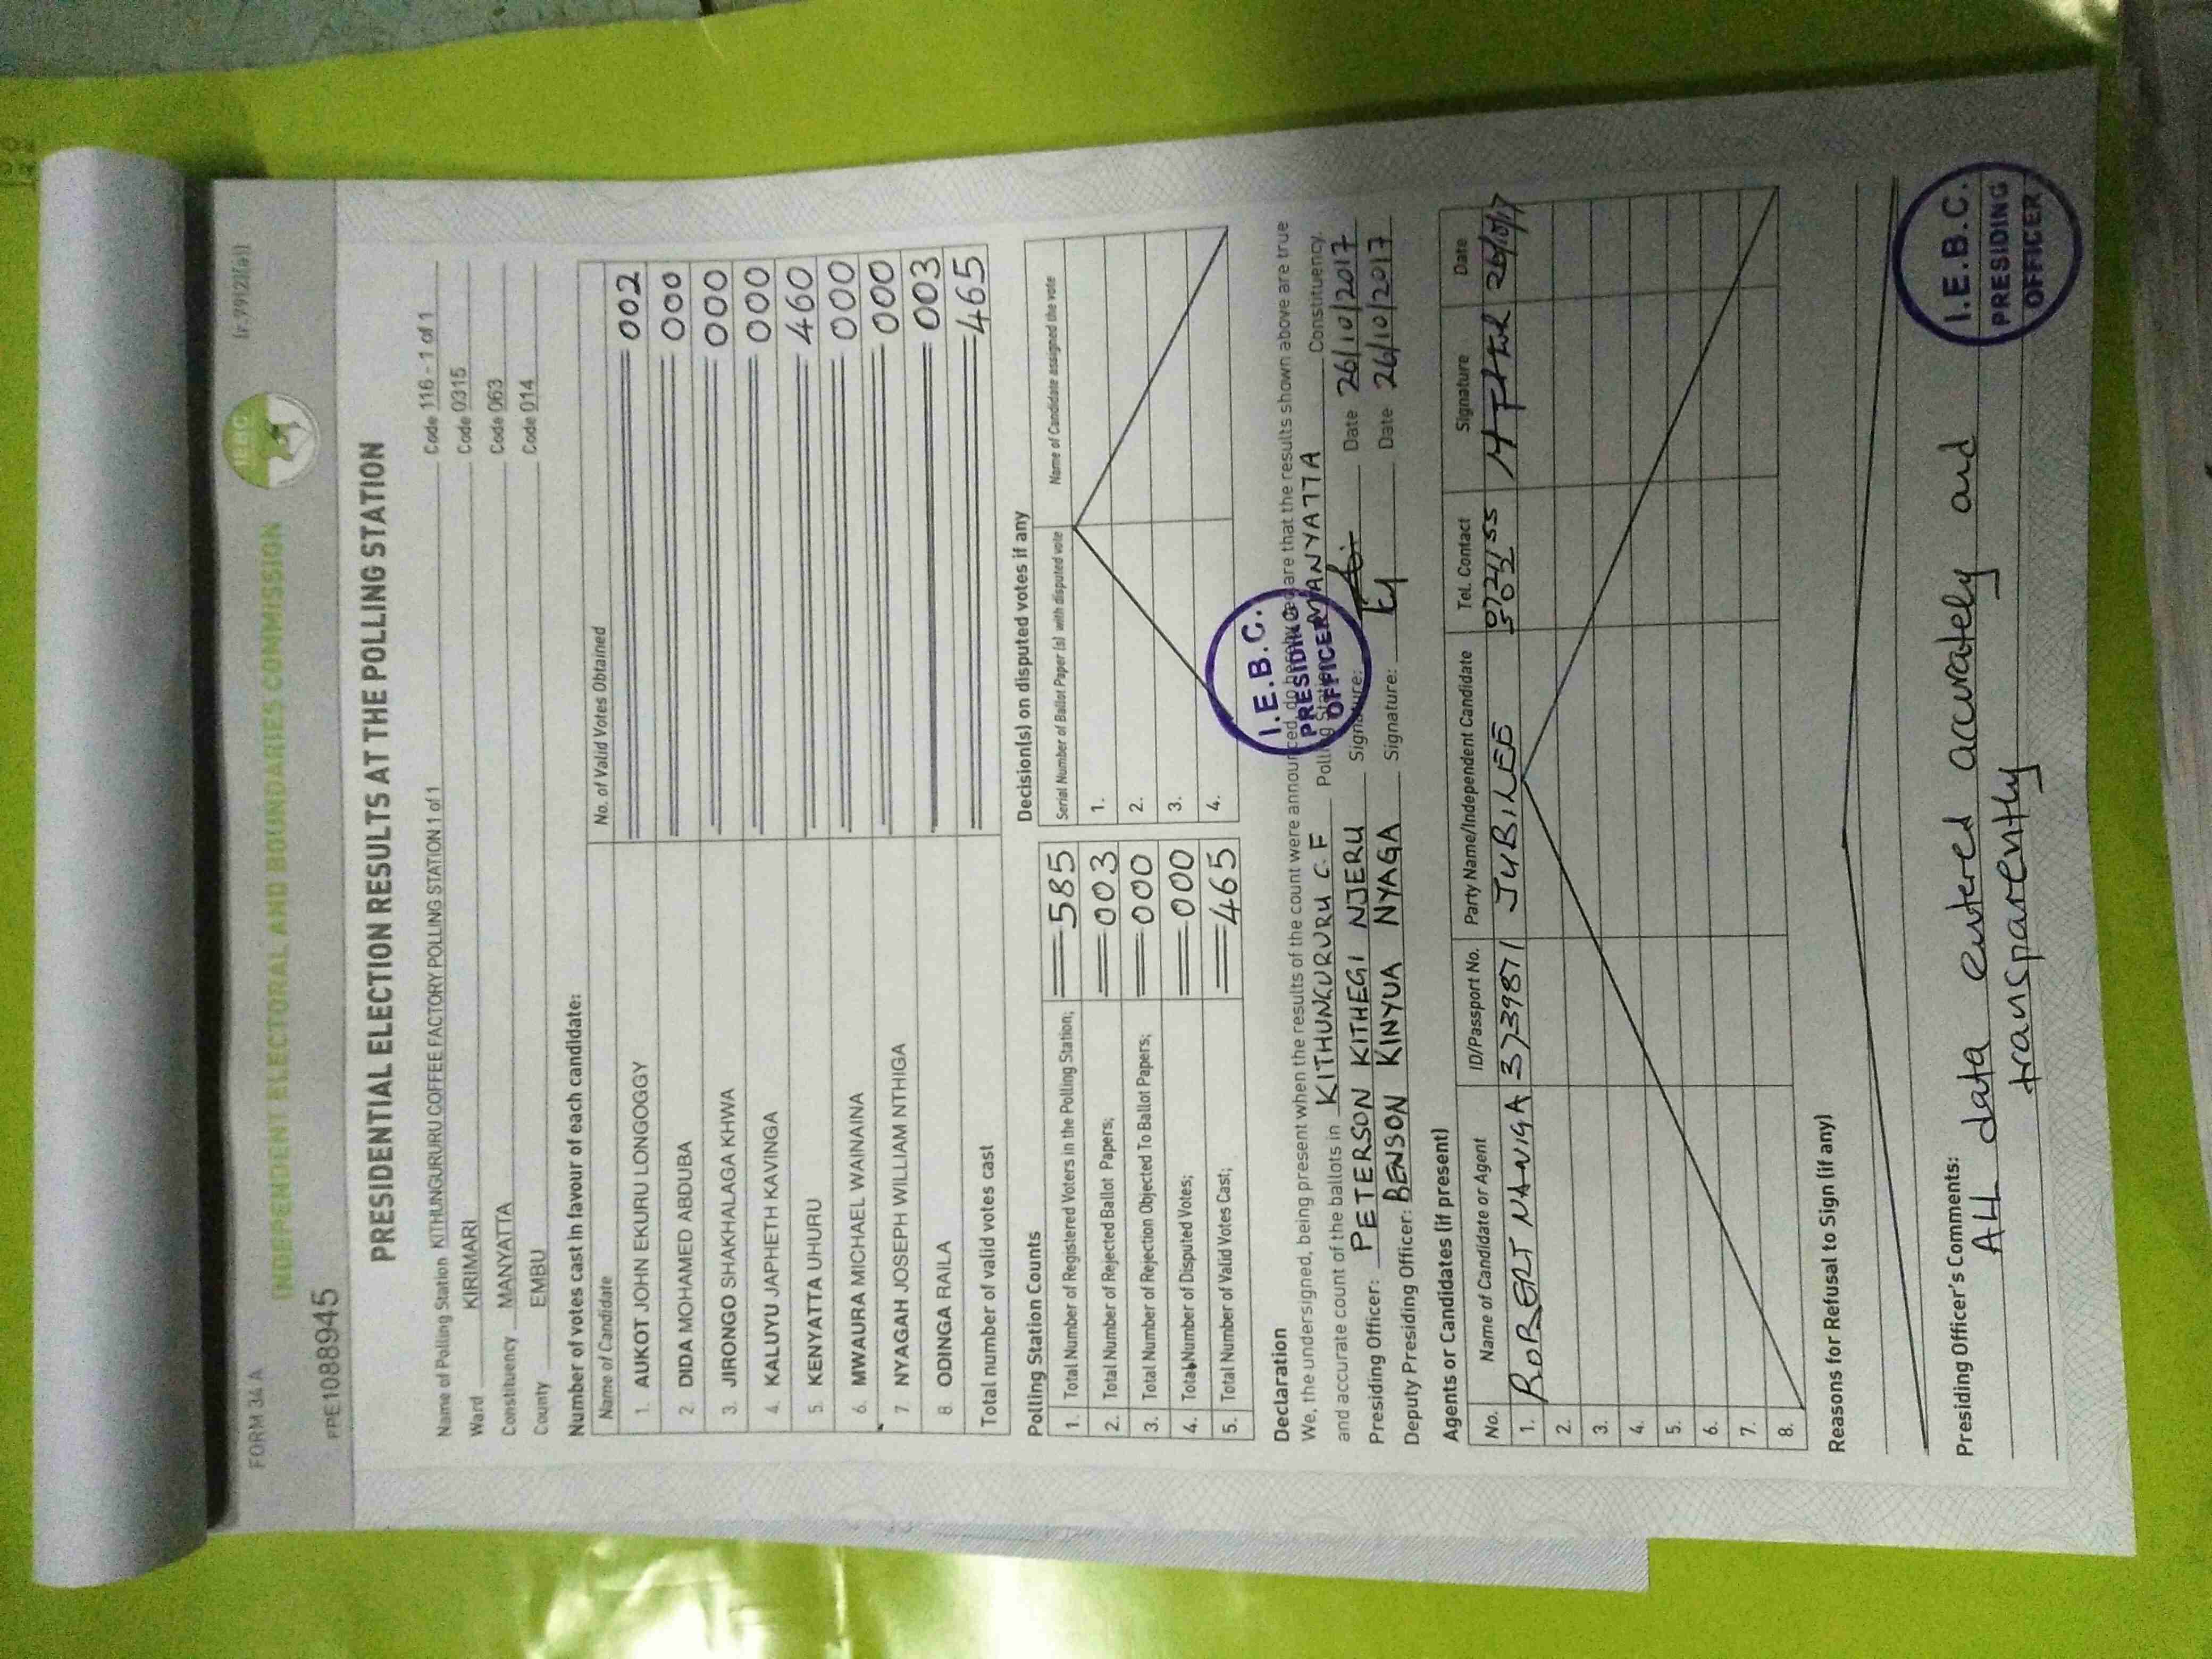 FORM 34 A
INDEPENDENT ELECTORAL AND BOUNDARIES COMMISSION
IEBC
PPE1088945
PRESIDENTIAL ELECTION RESULTS AT THE POLLING STATION
Name of Polling Station KITHUNGURURU COFFEE FACTORY POLLING STATION 1 of 1 Code 116 - 1 of 1
Ward KIRIMARI Code 0315
Constituency MANYATTA Code 063
County EMBU Code 014
Number of votes cast in favour of each candidate:
Name of Candidate No. of Valid Votes Obtained
1. AUKOT JOHN EKURU LONGOGGY 002
2 DIDA MOHAMED ABDUBA 000
3. JIRONGO SHAKHALAGA KHWA 000
4. KALUYU JAPHETH KAVINGA 000
5. KENYATTA UHURU 460
6. MWAURA MICHAEL WAINAINA 000
7 NYAGAH JOSEPH WILLIAM NTHIGA 000
8. ODINGA RAILA 003
Total number of valid votes cast 465
Polling Station Counts
1. Total Number of Registered Voters in the Polling Station; 585
2. Total Number of Rejected Ballot Papers; 003
3. Total Number of Rejection Objected To Ballot Papers; 000
4. Total Number of Disputed Votes; 000
5. Total Number of Valid Votes Cast; 465
Decision(s) on disputed votes if any
Serial Number of Ballot Paper (s) with disputed vote Name of Candidate assigned the vote
1.
2.
3.
4.
Declaration
We, the undersigned, being present when the results of the count were announced, do hereby declare that the results shown above are true
and accurate count of the ballots in KITHUNGURURU C.F Polling Station MANYATTA Constituency.
Presiding Officer: PETERSON KITHEGI NJERU Signature: Date 26/10/2017
Deputy Presiding Officer: BENSON KINYUA NYAGA Signature: Date 26/10/2017
I.E.B.C.
PRESIDING
OFFICER
Agents or Candidates (if present)
No. Name of Candidate or Agent ID/Passport No. Party Name/Independent Candidate Tel. Contact Signature Date
1. ROBERT 3739871 JUBILEE 26/10/17
2.
3.
4.
5.
6.
7.
8.
Reasons for Refusal to Sign (if any)
Presiding Officer's Comments:
ALL data entered accurately and
transparently
I.E.B.C.
PRESIDING
OFFICER